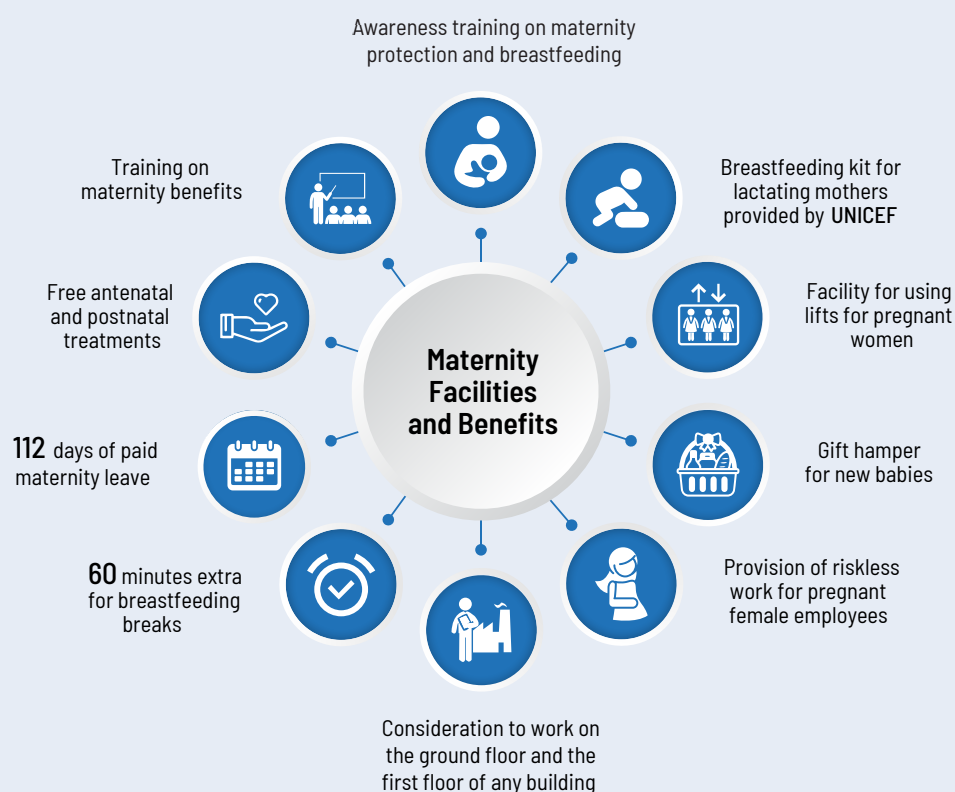 Awareness training on maternity
protection and breastfeeding
Training on
maternity benefits
Breastfeeding kit for
lactating mothers
provided by UNICEF
Free antenatal
and postnatal
treatments
Facility for using
lifts for pregnant
women
Maternity
Facilities
and Benefits
112 days of paid
maternity leave
Gift hamper
for new babies
60 minutes extra
for breastfeeding
breaks
Provision of riskless
work for pregnant
female employees
Consideration to work on
the ground floor and the
first floor of any building